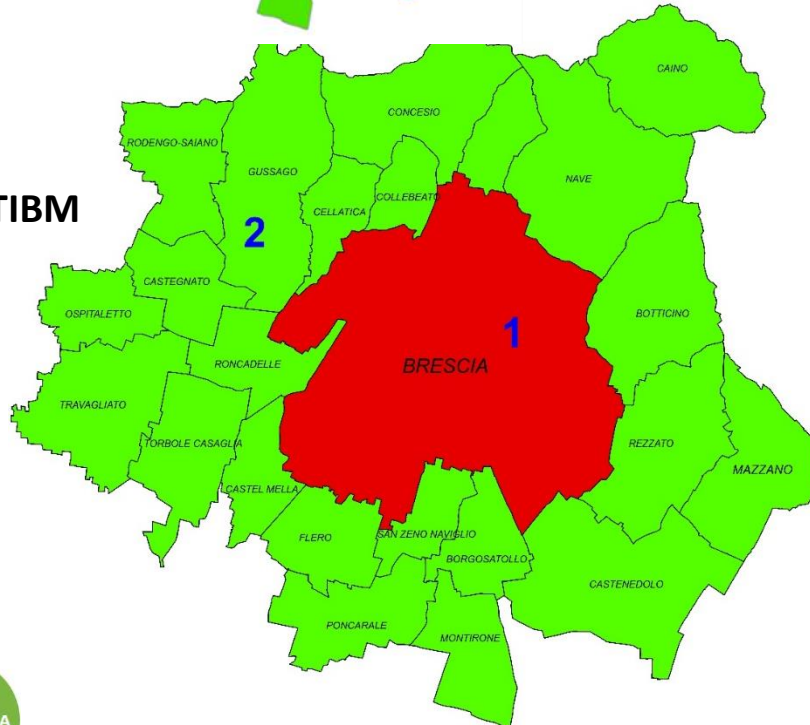 CAINO
CONCESIO
RODENGO-SAIANO
GUSSAGO
NAVE
COLLEBEATO
CELLATICA
TIBM
2
CASTEGNATO
OSPITALETTO
BOTTICINO
1
RONCADELLE
BRESCIA
TRAVAGLIATO
TORBOLE CASAGLIA
REZZATO
MAZZANO
CASTEL MELLA
FLERO
SAN ZENO NAVIGLIO
BORGOSATOLLO
CASTENEDOLO
PONCARALE
MONTIRONE
A